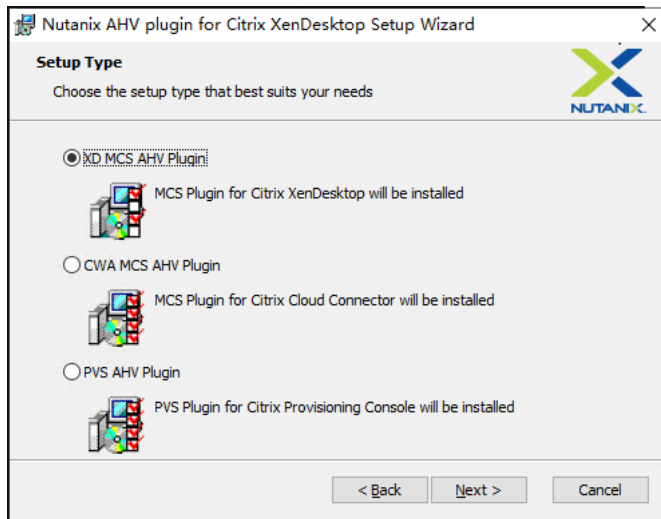 Nutanix AHV plugin for Citrix XenDesktop Setup Wizard
Setup Type
Choose the setup type that best suits your needs
NUTANIX.
XD MCS AHV Plugin
MCS Plugin for Citrix XenDesktop will be installed
CWA MCS AHV Plugin
MCS Plugin for Citrix Cloud Connector will be installed
PVS AHV Plugin
PVS Plugin for Citrix Provisioning Console will be installed
< Back Next > Cancel